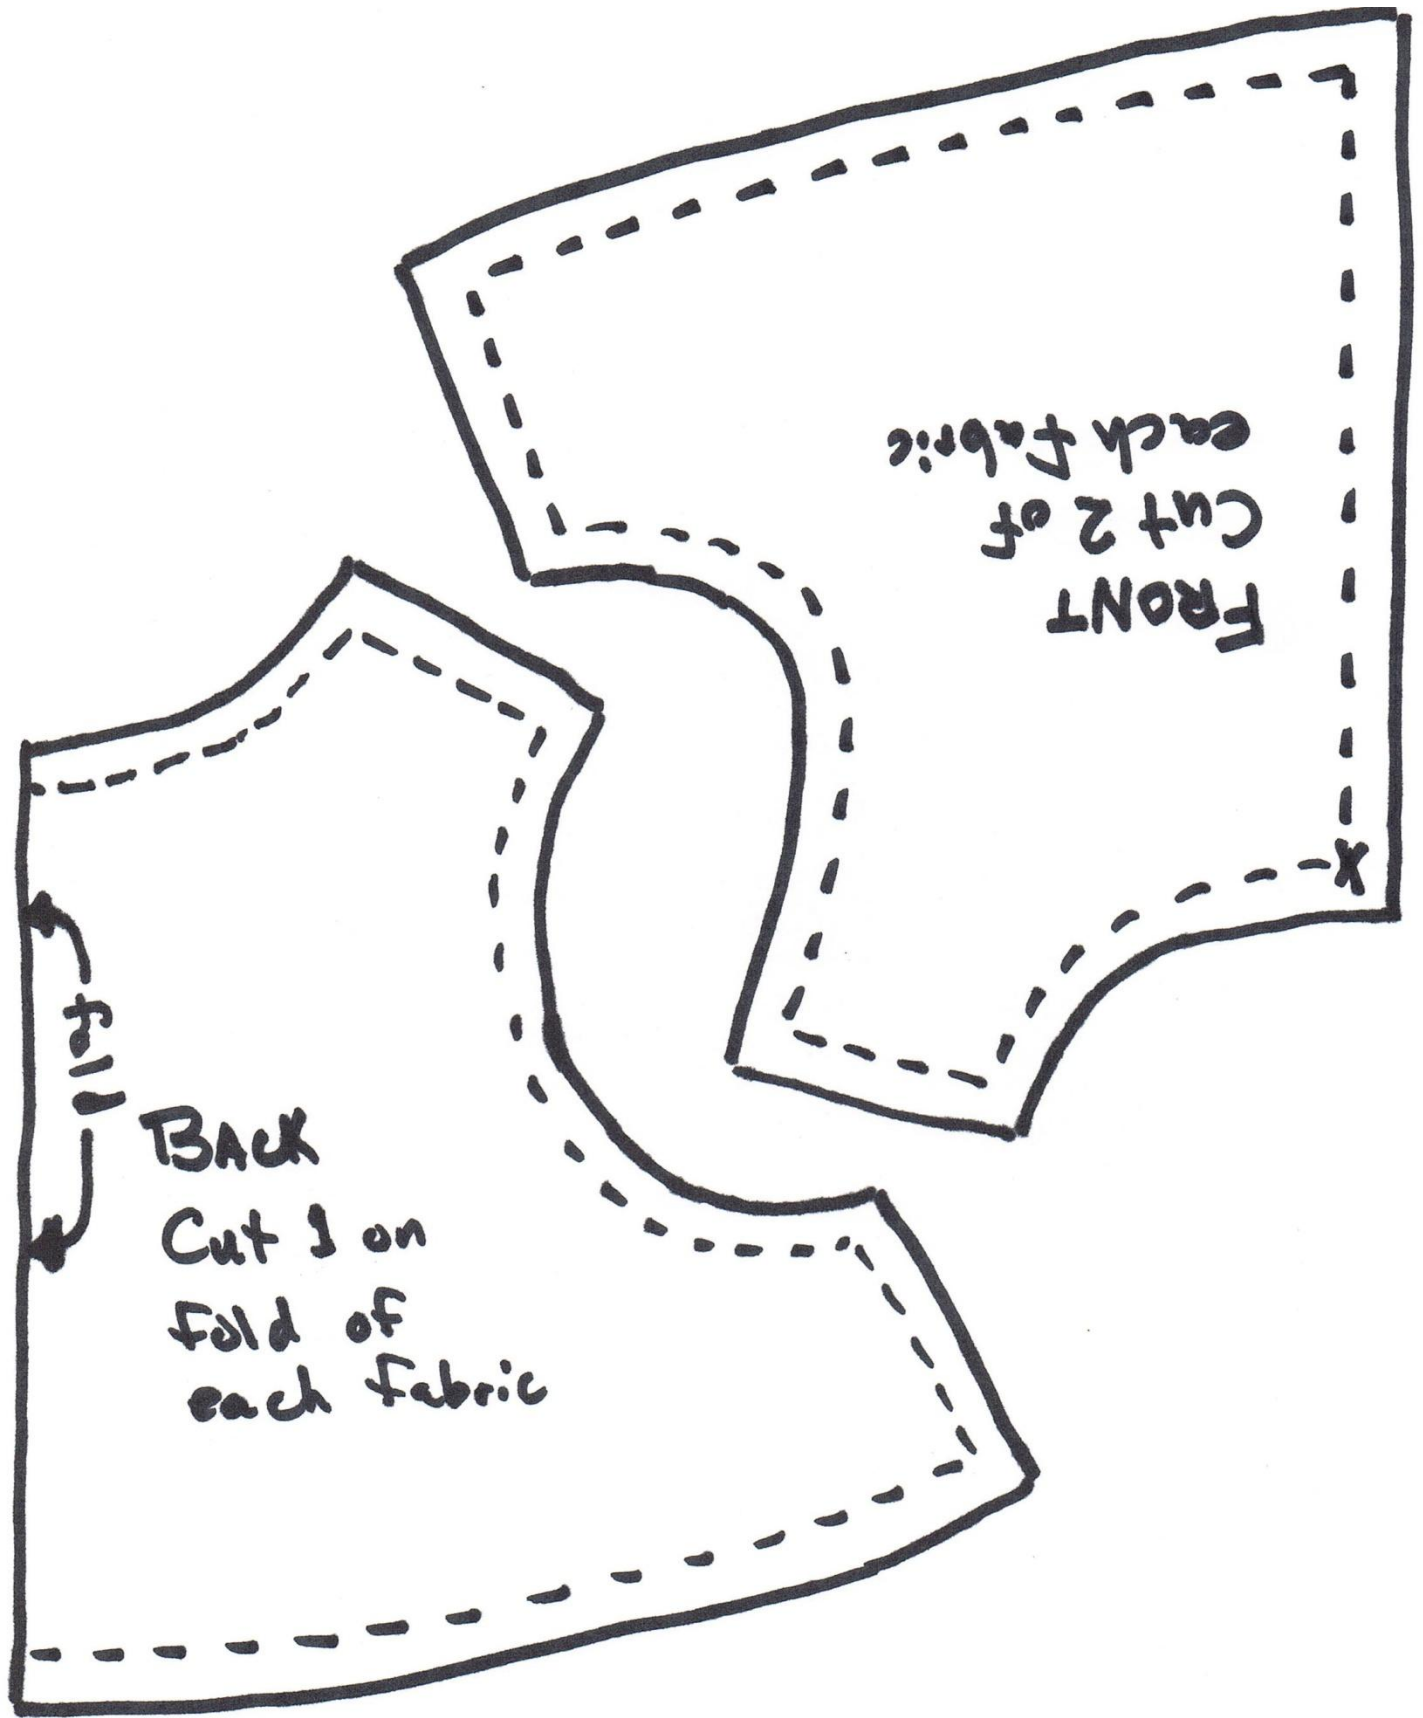 FRONT
Cut 2 of
each fabric
X
fold
BACK
Cut 1 on
fold of
each fabric